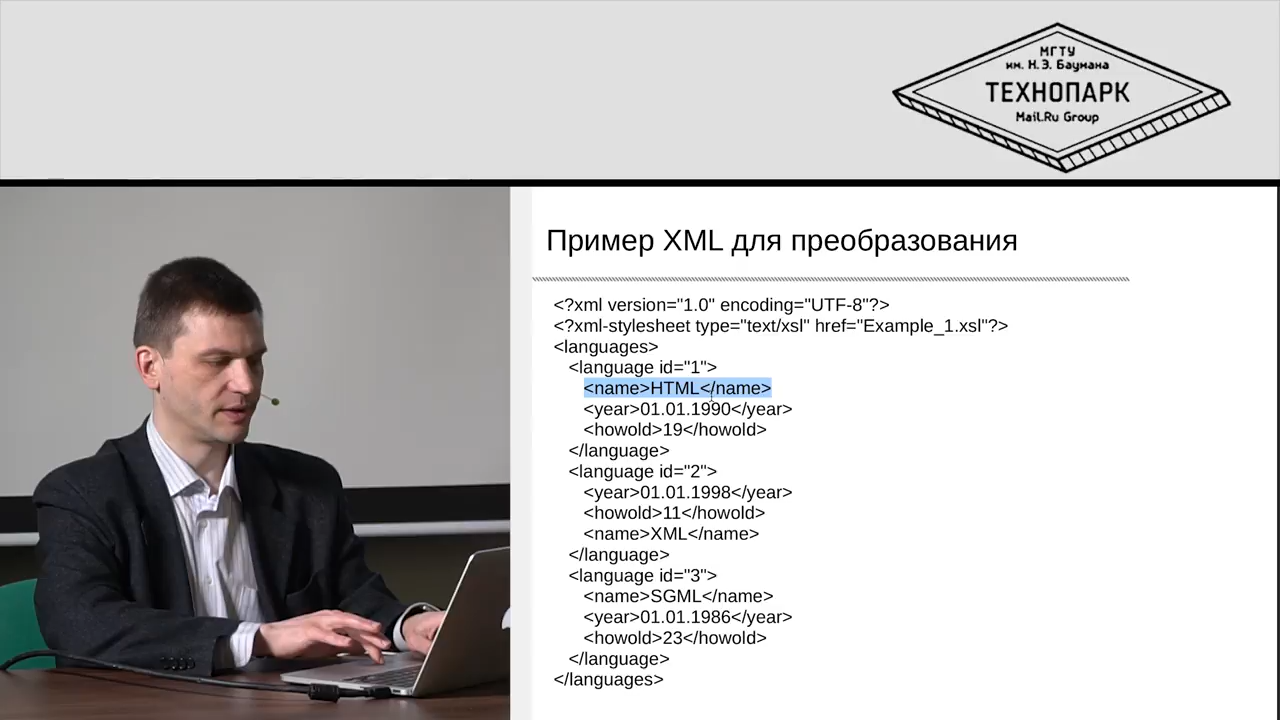 МГТУ
им. Н.Э. Баумана
ТЕХНОПАРК
Mail.Ru Group
Пример XML для преобразования
<?xml version="1.0" encoding="UTF-8"?>
<?xml-stylesheet type="text/xsl" href="Example_1.xsl"?>
<languages>
<language id="1">
<name>HTML</name>
<year>01.01.1990</year>
<howold>19</howold>
</language>
<language id="2">
<year>01.01.1998</year>
<howold>11</howold>
<name>XML</name>
</language>
<language id="3">
<name>SGML</name>
<year>01.01.1986</year>
<howold>23</howold>
</language>
</languages>